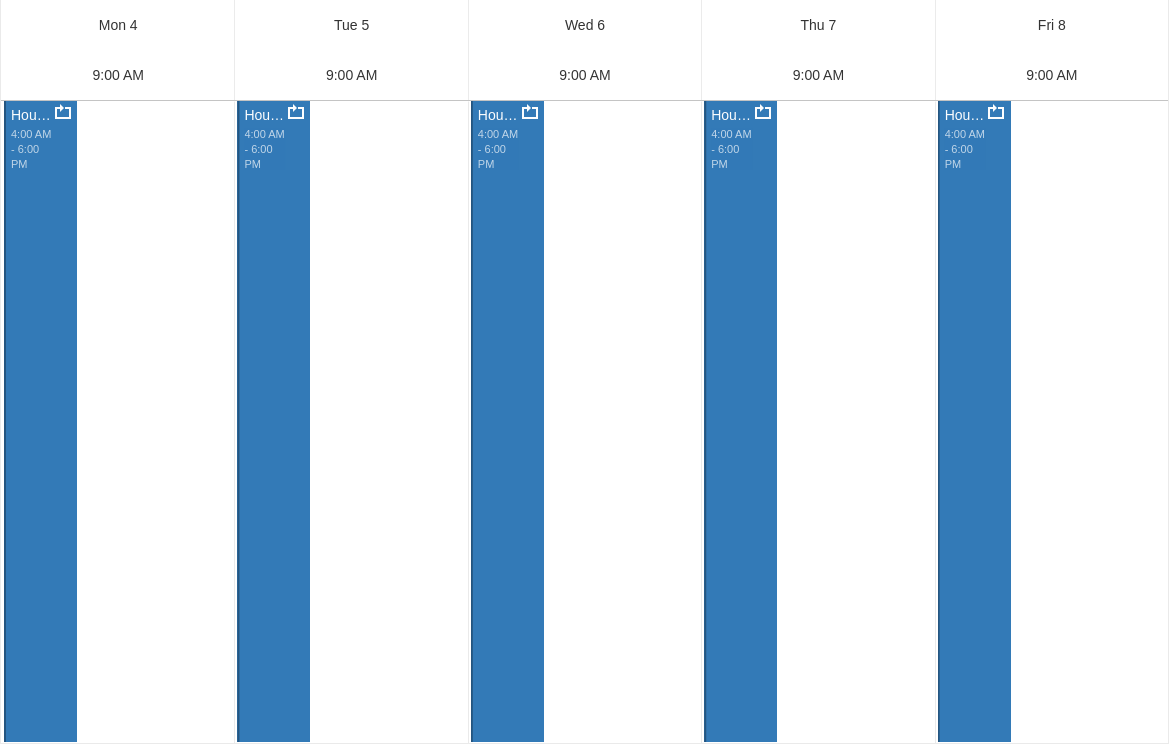 Mon 4
Tue 5
Wed 6
Thu 7
Fri 8
9:00 AM
9:00 AM
9:00 AM
9:00 AM
9:00 AM
Hou…
4:00 AM
- 6:00
PM
Hou…
4:00 AM
- 6:00
PM
Hou…
4:00 AM
- 6:00
PM
Hou…
4:00 AM
- 6:00
PM
Hou…
4:00 AM
- 6:00
PM